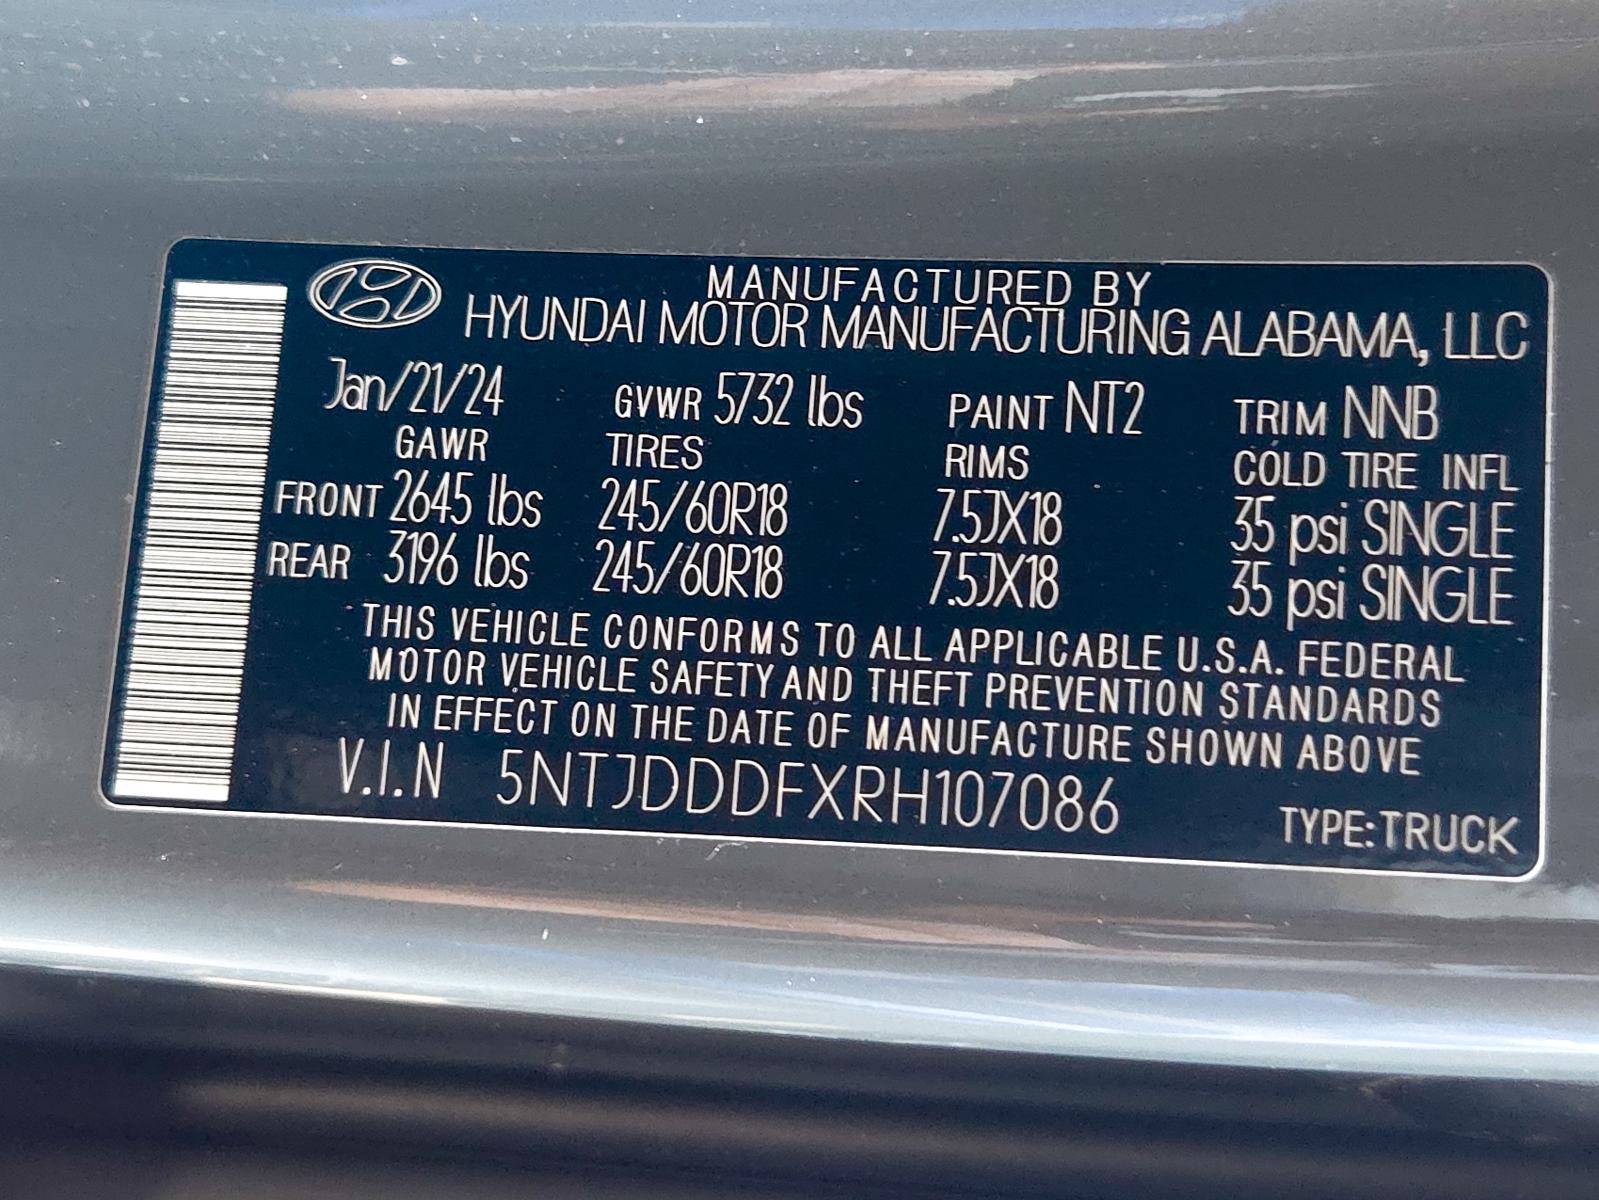 MANUFACTURED BY
HYUNDAI MOTOR MANUFACTURING ALABAMA, LLC
Jan/21/24 GVWR 5732 lbs PAINT NT2 TRIM NNB
GAWR TIRES RIMS COLD TIRE INFL
FRONT 2645 lbs 245/60R18 7.5JX18 35 psi SINGLE
REAR 3196 lbs 245/60R18 7.5JX18 35 psi SINGLE
THIS VEHICLE CONFORMS TO ALL APPLICABLE U.S.A. FEDERAL
MOTOR VEHICLE SAFETY AND THEFT PREVENTION STANDARDS
IN EFFECT ON THE DATE OF MANUFACTURE SHOWN ABOVE
V.I.N 5NTJDDDFXRH107086
TYPE:TRUCK